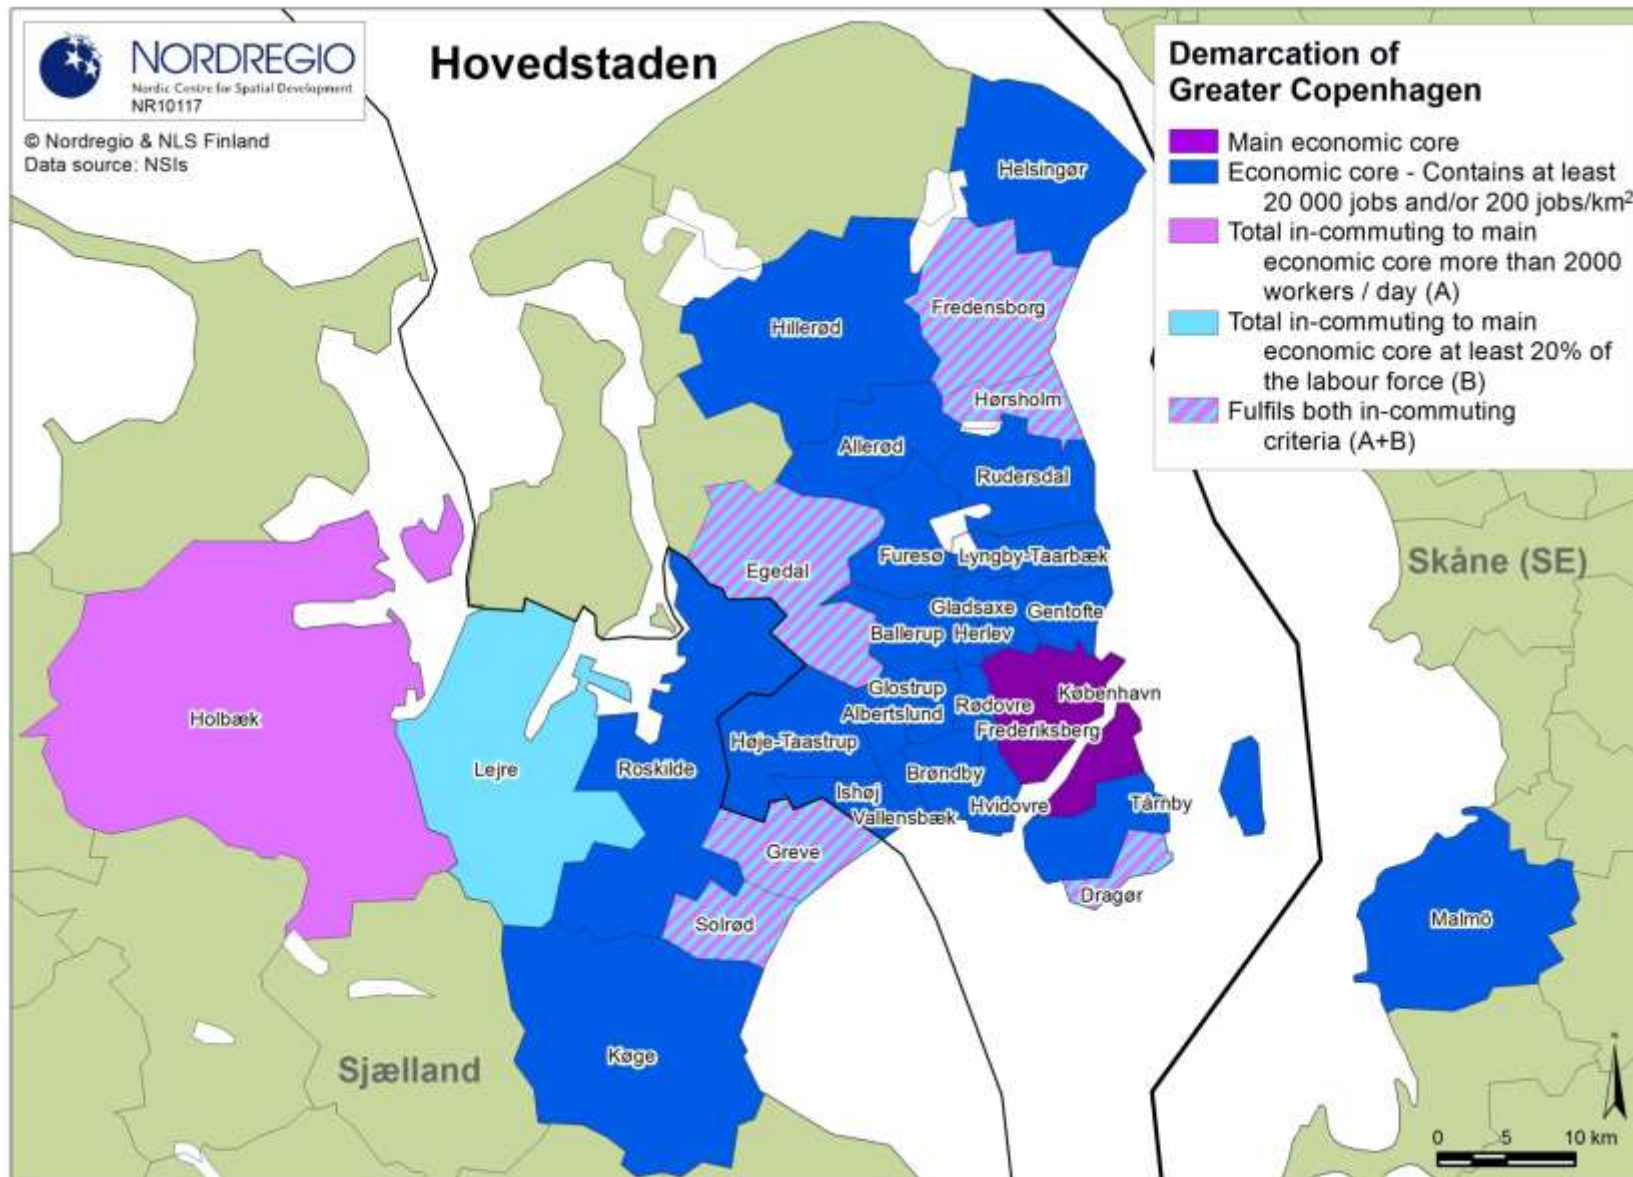 NORDREGIO
Nordic Centre for Spatial Development
NR10117
© Nordregio & NLS Finland
Data source: NSIs
Hovedstaden
Demarcation of
Greater Copenhagen
Main economic core
Economic core - Contains at least
20 000 jobs and/or 200 jobs/km²
Total in-commuting to main
economic core more than 2000
workers / day (A)
Total in-commuting to main
economic core at least 20% of
the labour force (B)
Fulfils both in-commuting
criteria (A+B)
Helsingør
Fredensborg
Hillerød
Hørsholm
Allerød
Rudersdal
Furesø
Lyngby-Taarbæk
Egedal
Gladsaxe
Gentofte
Ballerup
Herlev
Glostrup
København
Albertslund
Rødovre
Frederiksberg
Holbæk
Lejre
Roskilde
Høje-Taastrup
Brøndby
Ishøj
Hvidovre
Tårnby
Vallensbæk
Greve
Dragør
Solrød
Malmö
Køge
Skåne (SE)
Sjælland
N
0 5 10 km